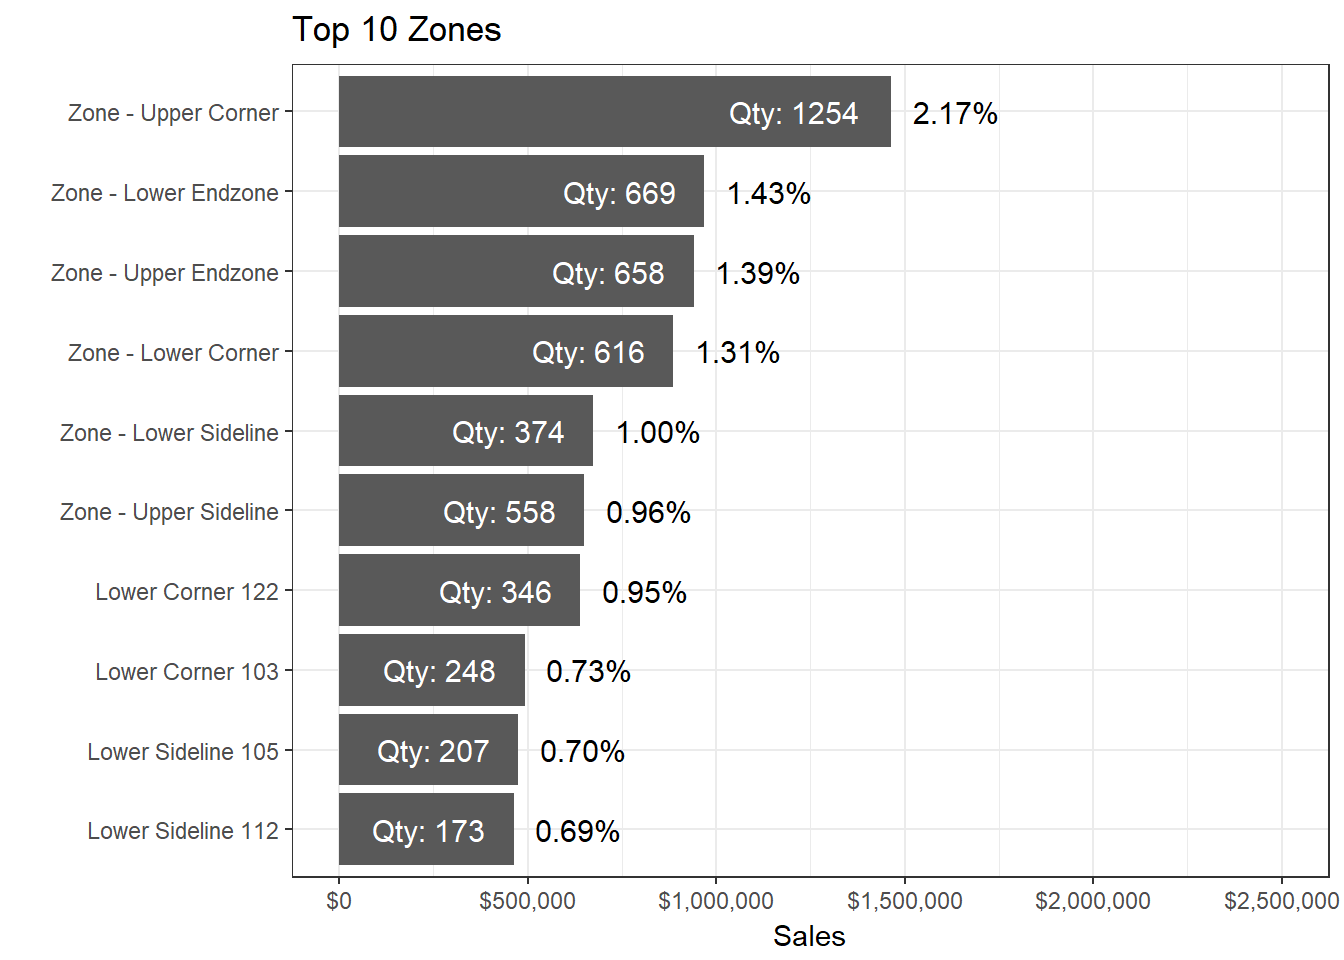 Top 10 Zones
Zone - Upper Corner Qty: 1254 2.17%
Zone - Lower Endzone Qty: 669 1.43%
Zone - Upper Endzone Qty: 658 1.39%
Zone - Lower Corner Qty: 616 1.31%
Zone - Lower Sideline Qty: 374 1.00%
Zone - Upper Sideline Qty: 558 0.96%
Lower Corner 122 Qty: 346 0.95%
Lower Corner 103 Qty: 248 0.73%
Lower Sideline 105 Qty: 207 0.70%
Lower Sideline 112 Qty: 173 0.69%
$0 $500,000 $1,000,000 $1,500,000 $2,000,000 $2,500,000
Sales